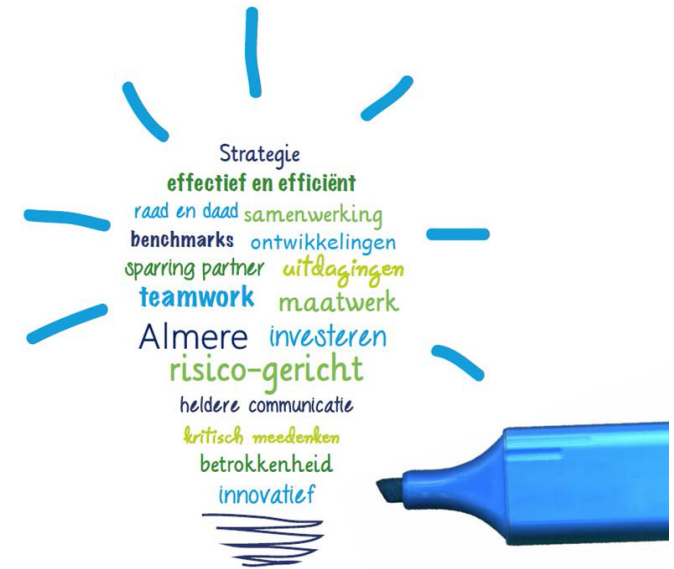 Strategie
effectief en efficiënt
raad en daad samenwerking
benchmarks ontwikkelingen
sparring partner uitdagingen
teamwork maatwerk
Almere investeren
risico-gericht
heldere communicatie
kritisch meedenken
betrokkenheid
innovatief